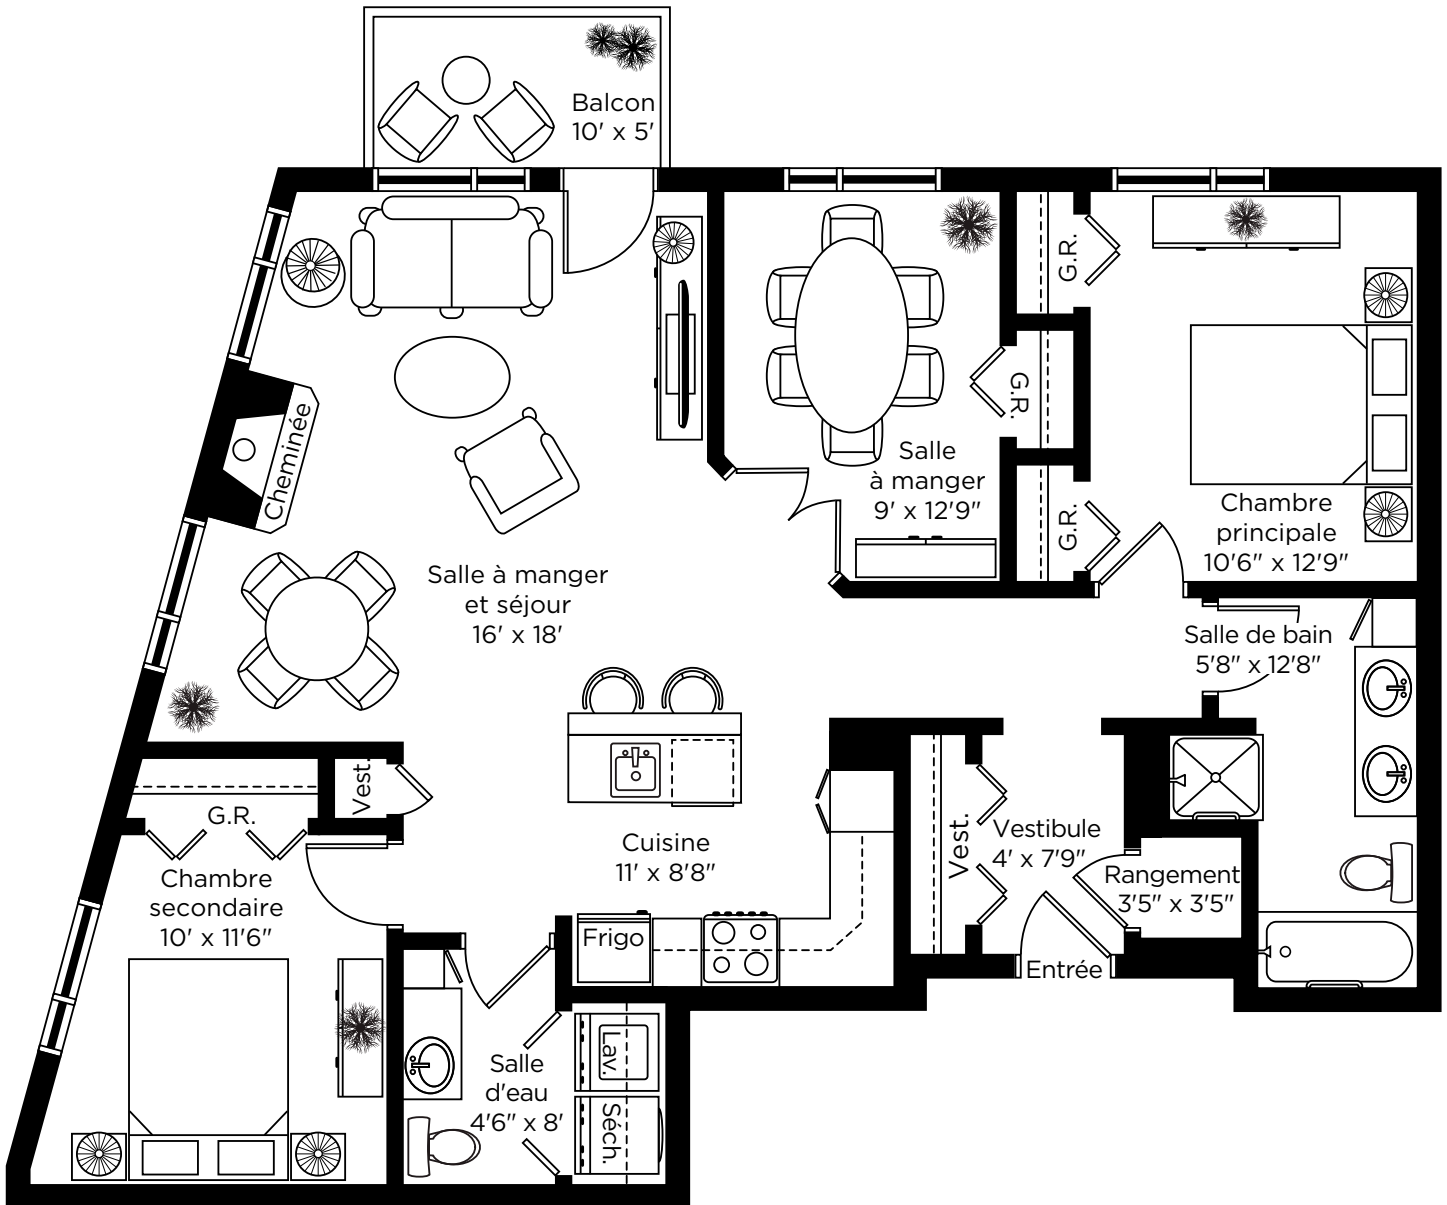 Balcon
10' x 5'
G.R.
G.R.
G.R.
Cheminée
Salle
à manger
9' x 12'9"
Chambre
principale
10'6" x 12'9"
Salle à manger
et séjour
16' x 18'
Salle de bain
5'8" x 12'8"
Vest.
G.R.
Cuisine
11' x 8'8"
Vest.
Vestibule
4' x 7'9"
Rangement
3'5" x 3'5"
Chambre
secondaire
10' x 11'6"
Frigo
Entrée
Salle
d'eau
4'6" x 8'
Lav.
Séch.